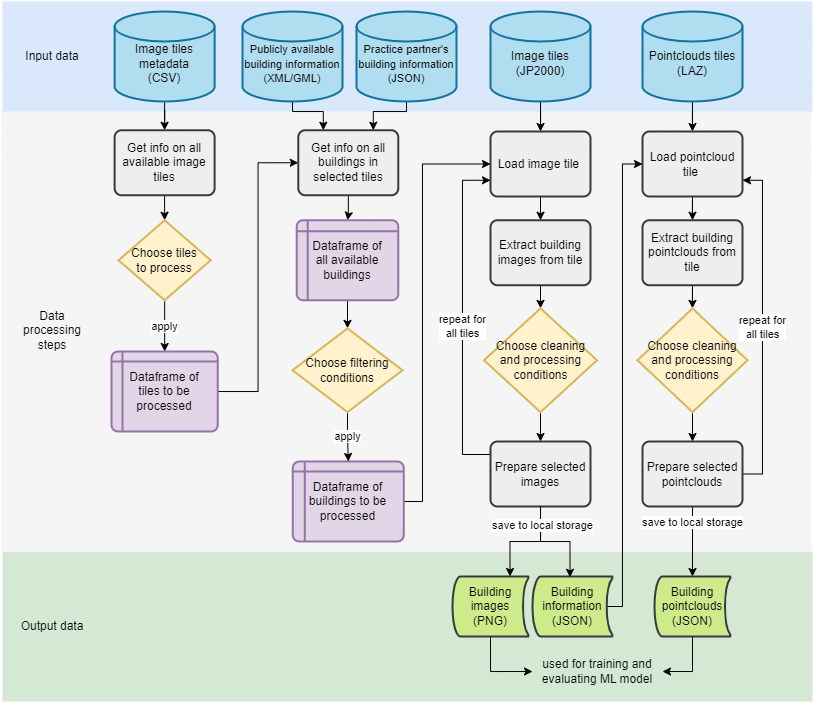 Input data
Image tiles
metadata
(CSV)
Publicly available
building information
(XML/GML)
Practice partner's
building information
(JSON)
Image tiles
(JP2000)
Pointclouds tiles
(LAZ)
Data
processing
steps
Get info on all
available image
tiles
Choose tiles
to process
apply
Dataframe of
tiles to be
processed
Get info on all
buildings in
selected tiles
Dataframe of
all available
buildings
Choose filtering
conditions
apply
Dataframe of
buildings to be
processed
Load image tile
Extract building
images from tile
Choose cleaning
and processing
conditions
repeat for
all tiles
Prepare selected
images
save to local storage
Load pointcloud
tile
Extract building
pointclouds from
tile
Choose cleaning
and processing
conditions
repeat for
all tiles
Prepare selected
pointclouds
save to local storage
Output data
Building
images
(PNG)
Building
information
(JSON)
Building
pointclouds
(JSON)
used for training and
evaluating ML model